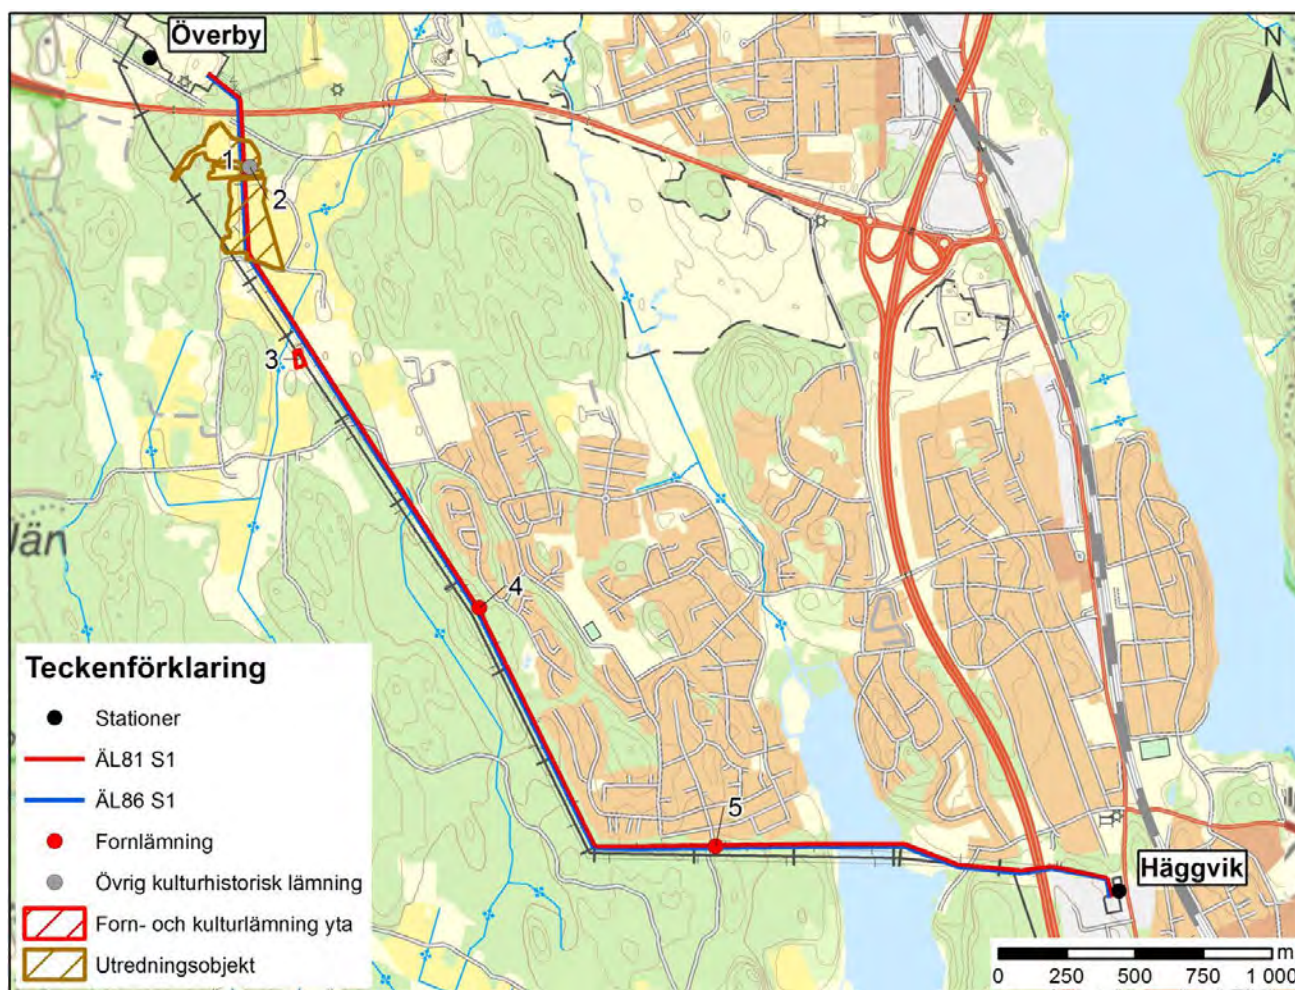 Överby
N
1
2
3
4
5
län
Häggvik
Teckenförklaring
Stationer
ÄL81 S1
ÄL86 S1
Fornlämning
Övrig kulturhistorisk lämning
Forn- och kulturlämning yta
Utredningsobjekt
m
0 250 500 750 1 000